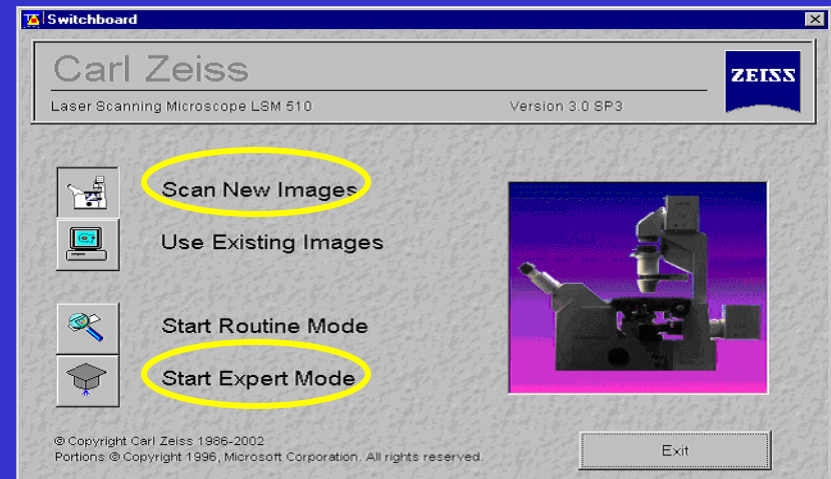 Switchboard
Carl Zeiss
ZEISS
Laser Scanning Microscope LSM 510
Version 3.0 SP3
Scan New Images
Use Existing Images
Start Routine Mode
Start Expert Mode
© Copyright Carl Zeiss 1986-2002
Portions © Copyright 1996, Microsoft Corporation. All rights reserved.
Exit